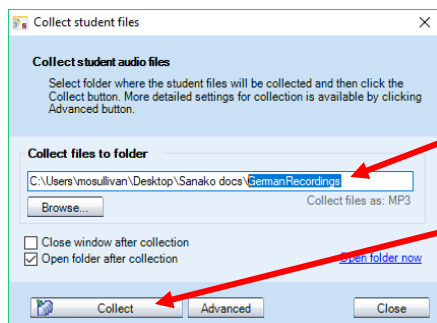 Collect student files
Collect student audio files
Select folder where the student files will be collected and then click the
Collect button. More detailed settings for collection is available by clicking
Advanced button.
Collect files to folder
C:\Users\mosullivan\Desktop\Sanako docs\GermanRecordings
Browse...
Collect files as: MP3
Close window after collection
Open folder after collection
Open folder now
Collect
Advanced
Close